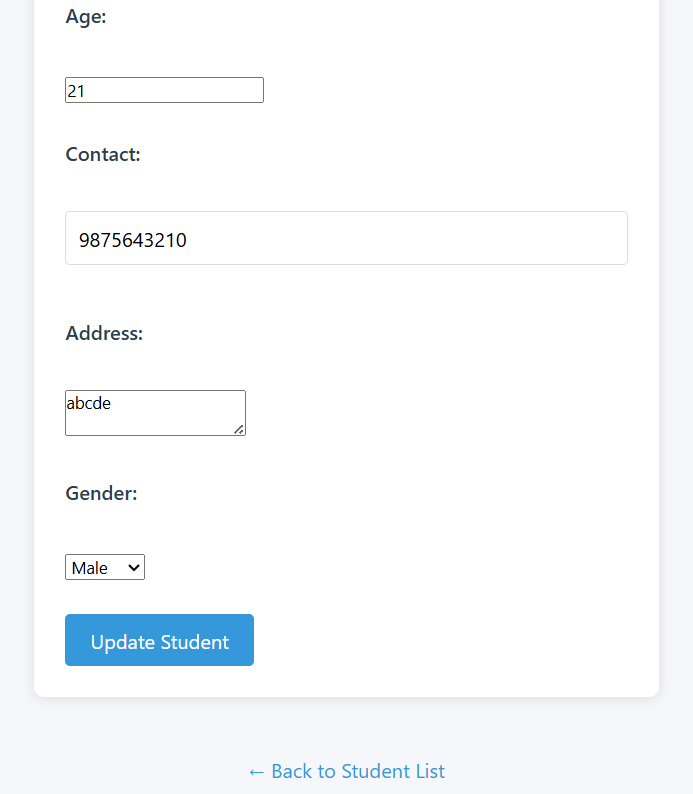 Age:
21
Contact:
9875643210
Address:
abcde
Gender:
Male
Update Student
← Back to Student List